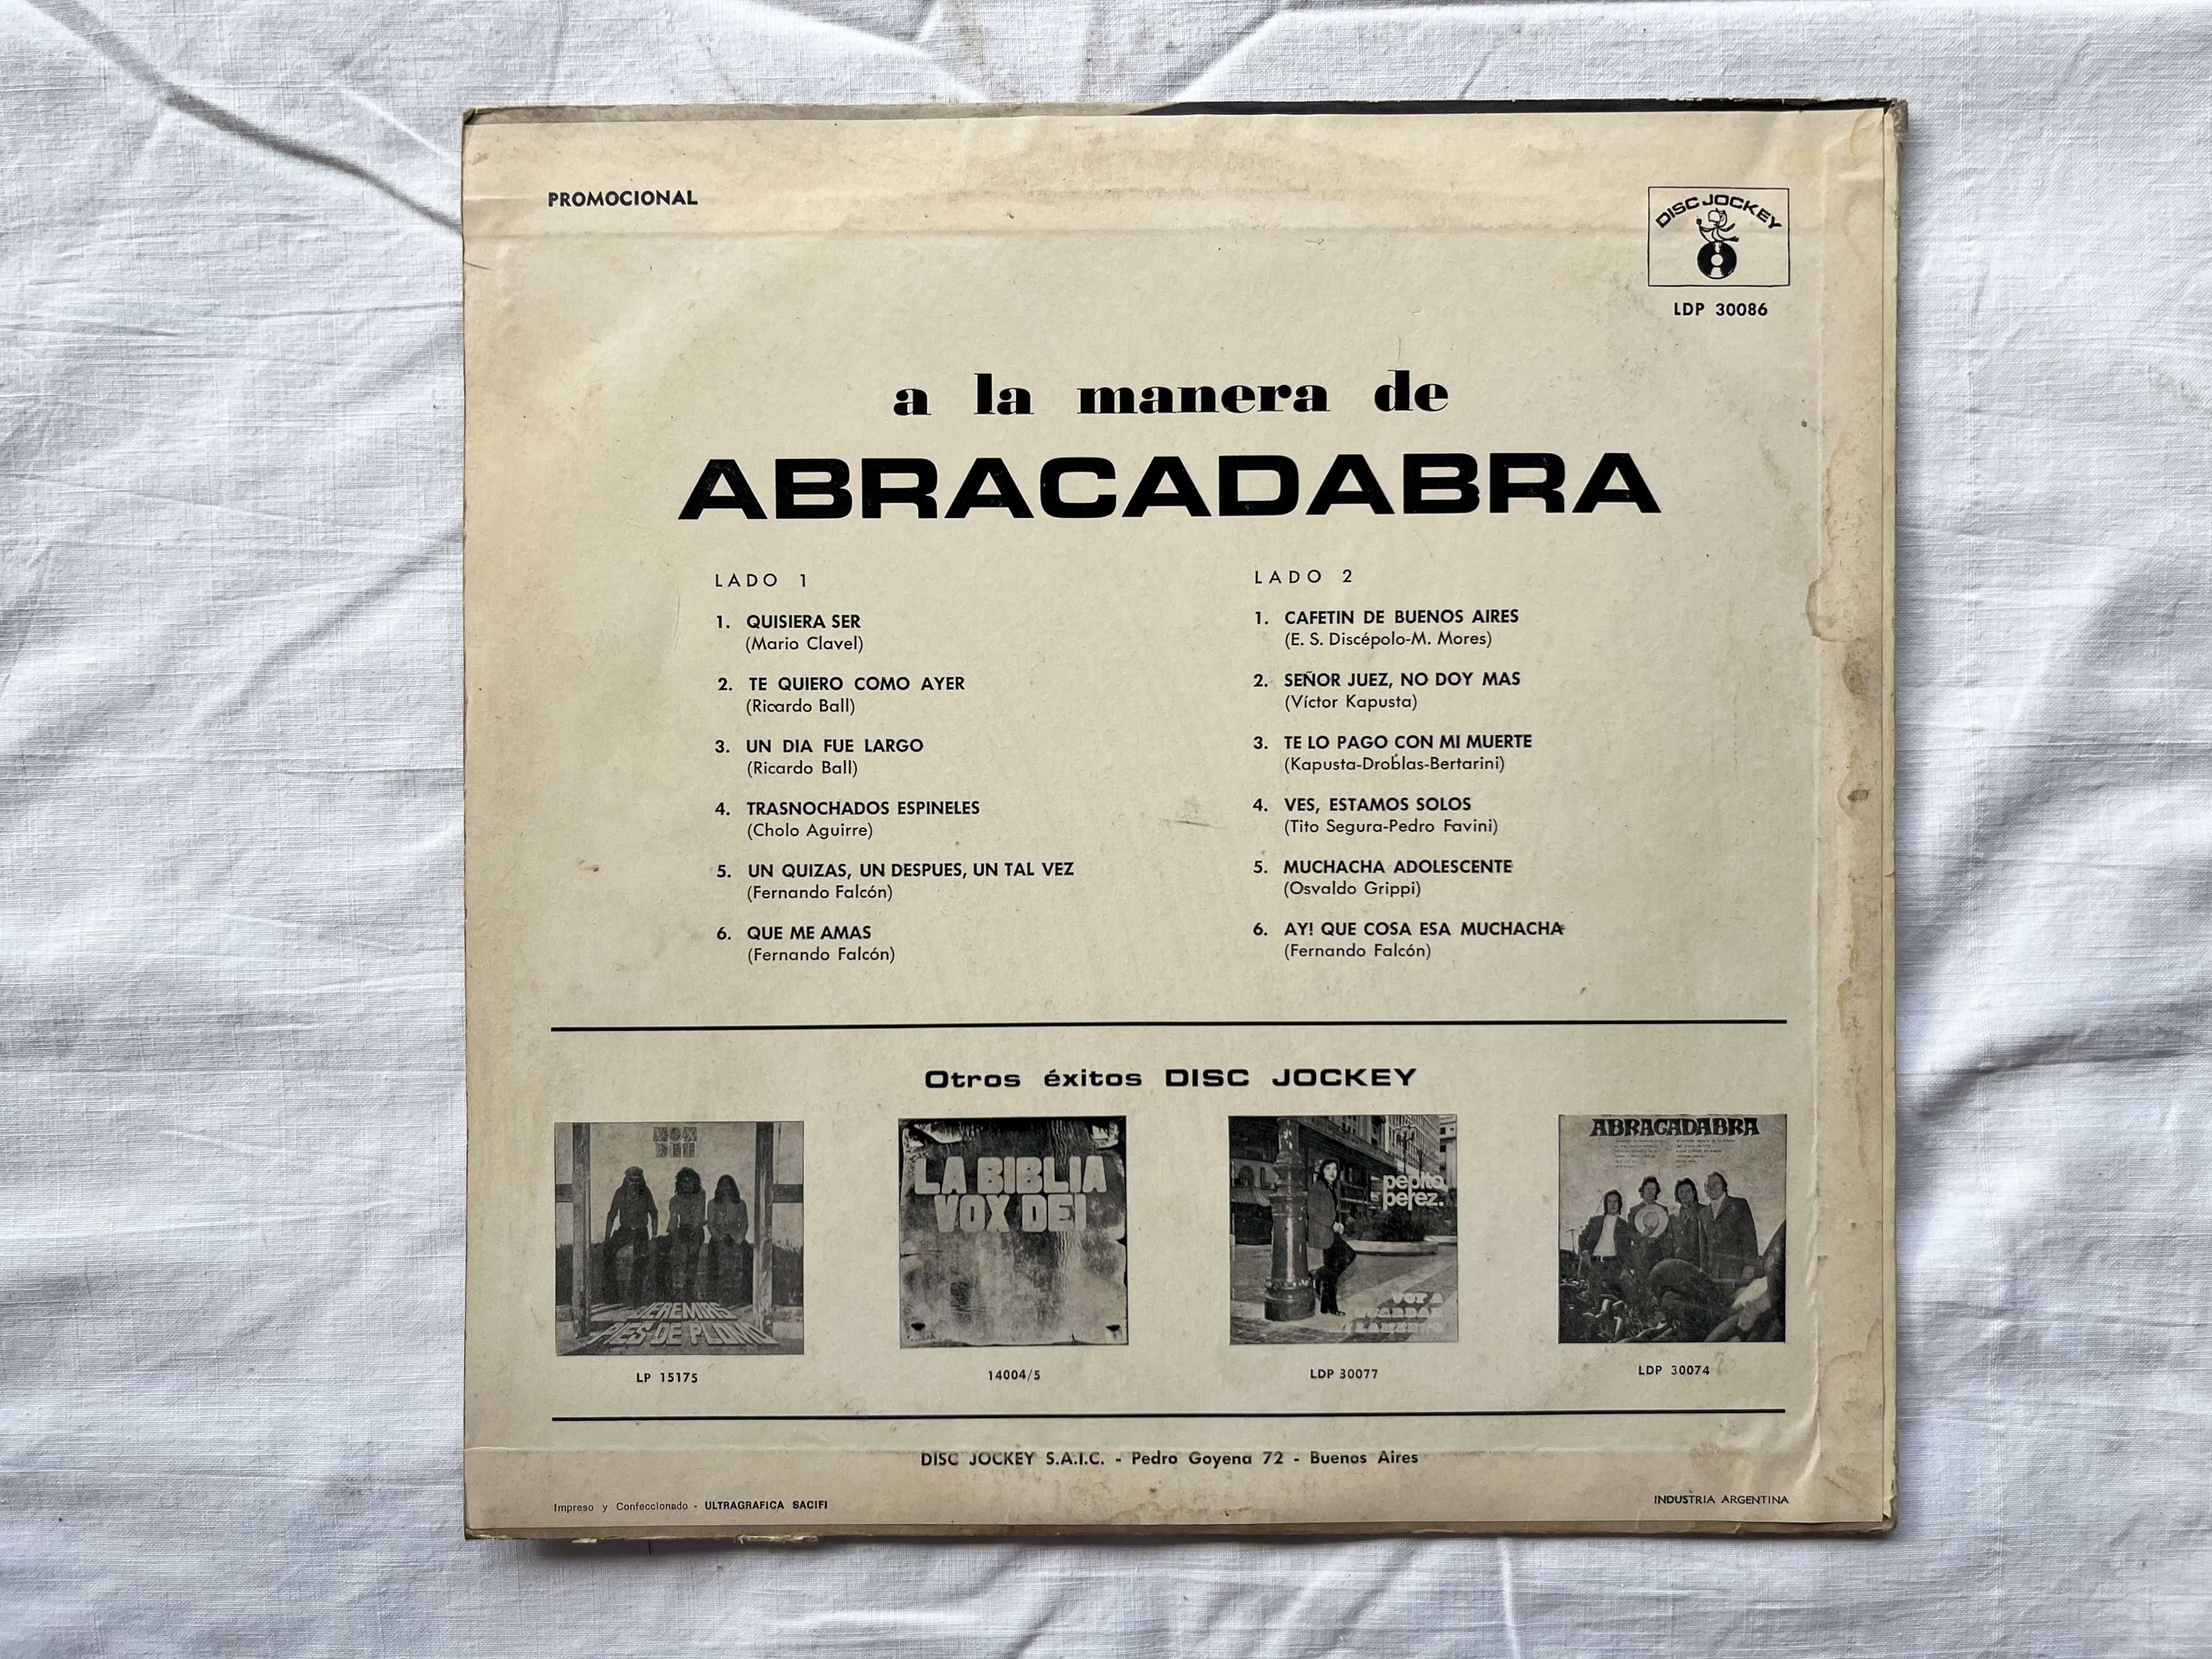 PROMOCIONAL
DISC JOCKEY
LDP 30086
a la manera de
ABRACADABRA
LADO 1
1. QUISIERA SER
(Mario Clavel)
2. TE QUIERO COMO AYER
(Ricardo Ball)
3. UN DIA FUE LARGO
(Ricardo Ball)
4. TRASNOCHADOS ESPINELES
(Cholo Aguirre)
5. UN QUIZAS, UN DESPUES, UN TAL VEZ
(Fernando Falcón)
6. QUE ME AMAS
(Fernando Falcón)
LADO 2
1. CAFETIN DE BUENOS AIRES
(E. S. Discépolo-M. Mores)
2. SEÑOR JUEZ, NO DOY MAS
(Víctor Kapusta)
3. TE LO PAGO CON MI MUERTE
(Kapusta-Droblas-Bertarini)
4. VES, ESTAMOS SOLOS
(Tito Segura-Pedro Favini)
5. MUCHACHA ADOLESCENTE
(Osvaldo Grippi)
6. AY! QUE COSA ESA MUCHACHA
(Fernando Falcón)
Otros éxitos DISC JOCKEY
VOX
DEI
JEREMIAS
PIES DE PLOMO
LP 15175
LA BIBLIA
VOX DEI
14004/5
pepito
perez.
VOY A
LDP 30077
ABRACADABRA
LDP 30074
DISC JOCKEY S.A.I.C. - Pedro Goyena 72 - Buenos Aires
Impreso y Confeccionado - ULTRAGRAFICA SACIFI
INDUSTRIA ARGENTINA